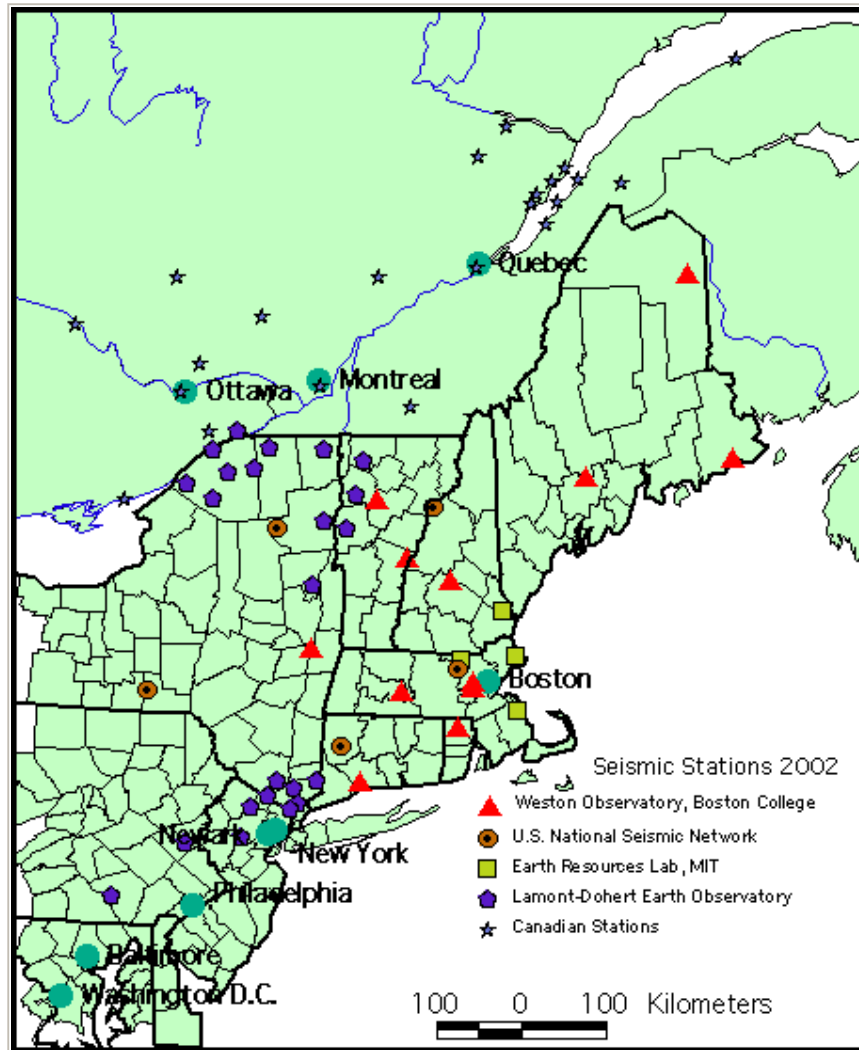 Quebec
Ottawa
Montreal
Boston
Seismic Stations 2002
Weston Observatory, Boston College
U.S. National Seismic Network
Earth Resources Lab, MIT
Lamont-Dohert Earth Observatory
Canadian Stations
Newark
New York
Philadelphia
Baltimore
Washington D.C.
100 0 100 Kilometers